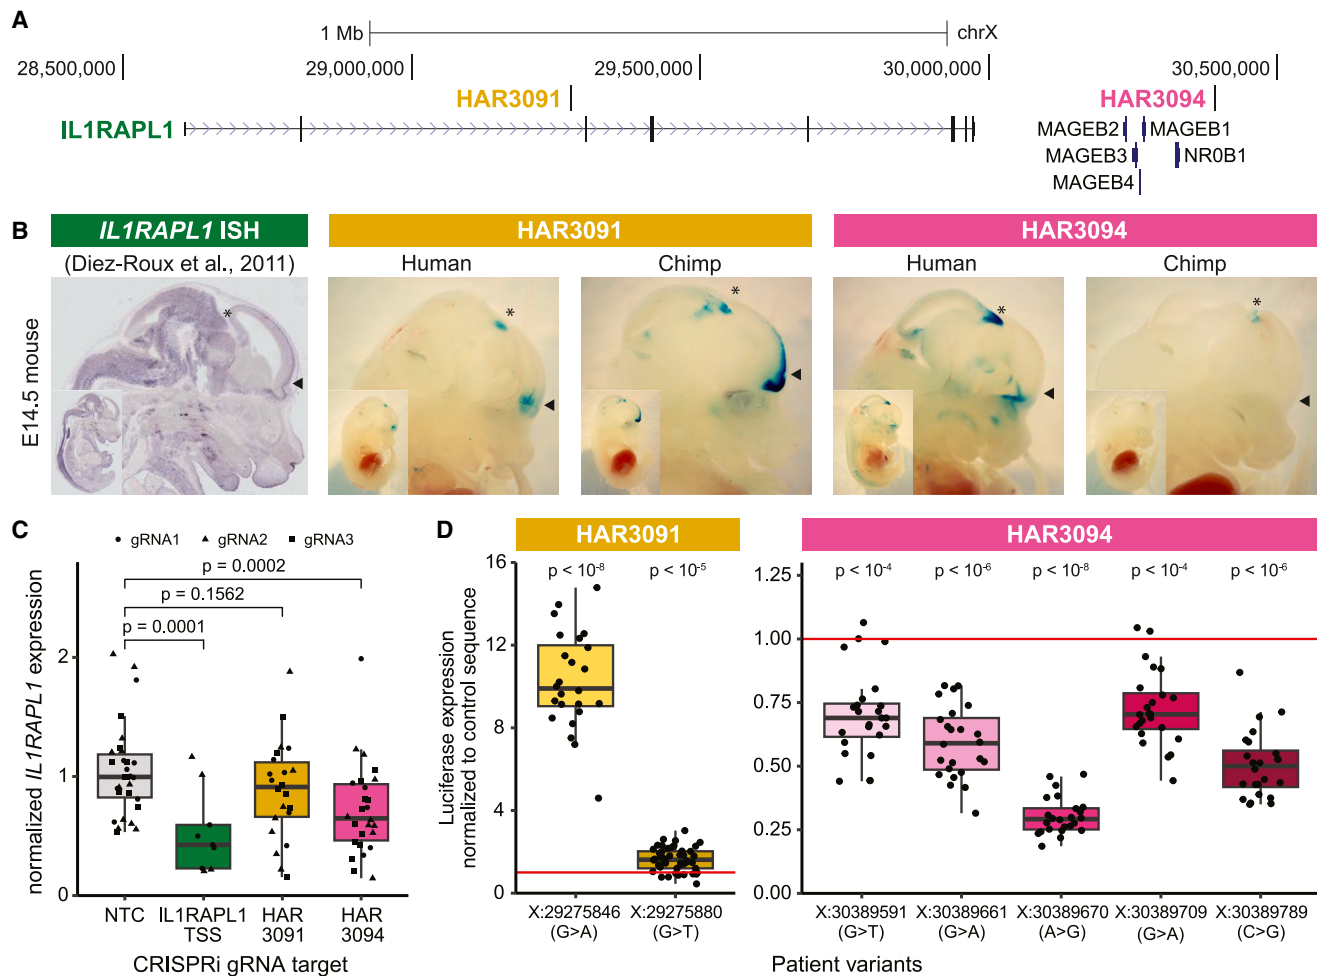 A
1 Mb
chrX
28,500,000
29,000,000
29,500,000
30,000,000
30,500,000
HAR3091
HAR3094
IL1RAPL1
MAGEB2
MAGEB1
MAGEB3
NR0B1
MAGEB4
B
IL1RAPL1 ISH
HAR3091
HAR3094
(Diez-Roux et al., 2011)
Human
Chimp
Human
Chimp
E14.5 mouse
*
*
*
*
*
C
gRNA1
gRNA2
gRNA3
p = 0.0002
p = 0.1562
p = 0.0001
normalized IL1RAPL1 expression
2
1
0
NTC
IL1RAPL1
TSS
HAR
3091
HAR
3094
CRISPRi gRNA target
D
HAR3091
HAR3094
Luciferase expression
normalized to control sequence
16
12
8
4
0
p < 10-8
p < 10-5
X:29275846
(G>A)
X:29275880
(G>T)
1.25
1.00
0.75
0.50
0.25
0.00
p < 10-4
p < 10-6
p < 10-8
p < 10-4
p < 10-6
X:30389591
(G>T)
X:30389661
(G>A)
X:30389670
(A>G)
X:30389709
(G>A)
X:30389789
(C>G)
Patient variants